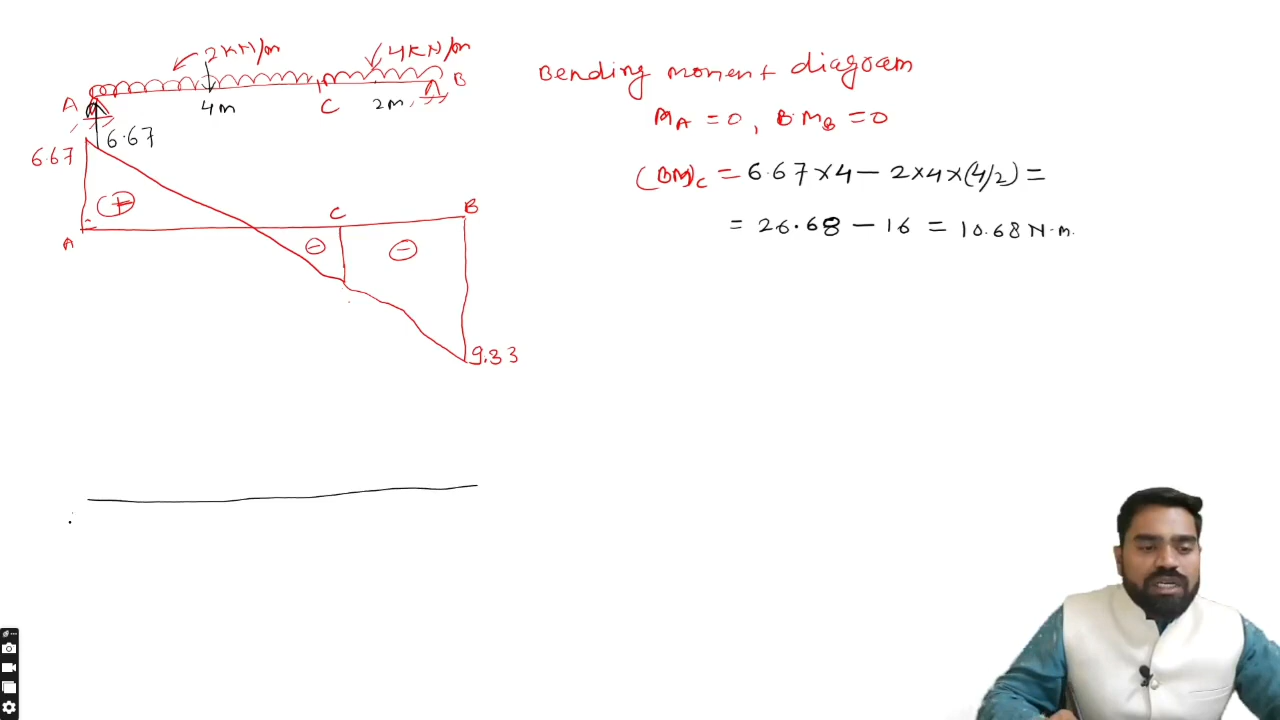 2KN/m
4KN/m
A
4m
C
2m
B
6.67
6.67
+
C
B
A
−
−
9.33
Bending moment diagram
MA = 0, B.MB = 0
(BM)C = 6.67×4 − 2×4×(4/2) =
= 26.68 − 16 = 10.68 N.m.